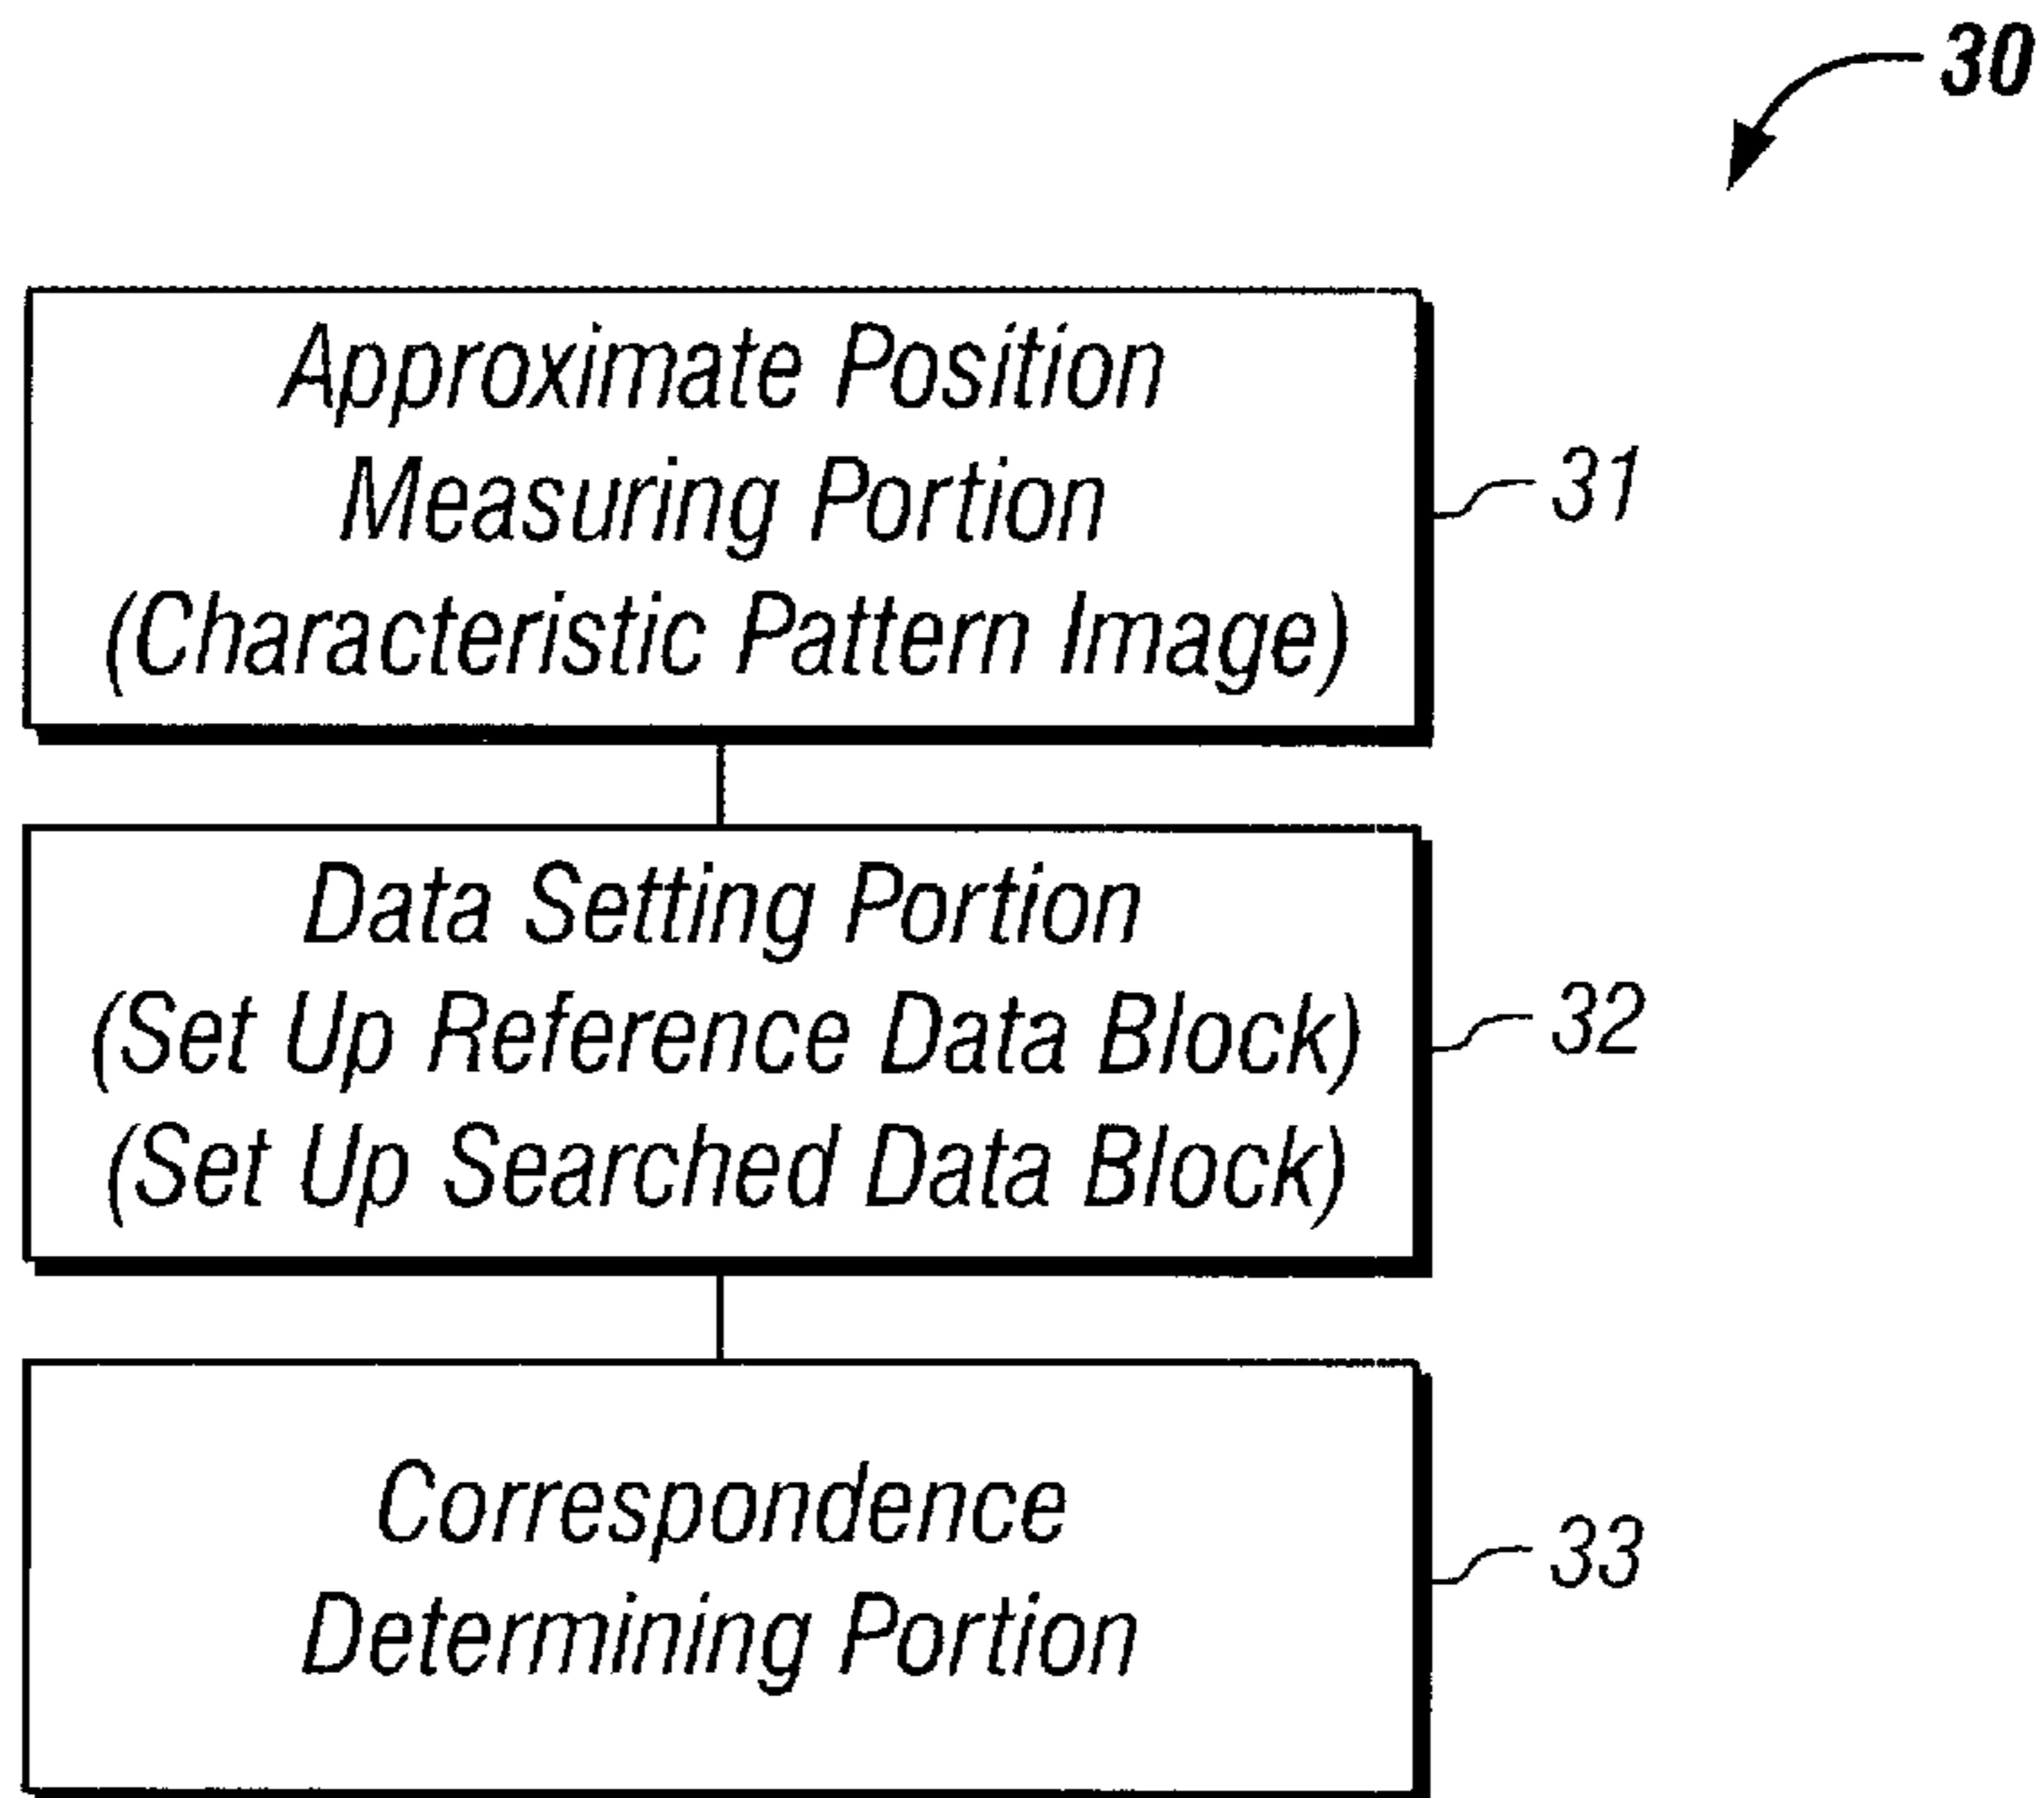 30
Approximate Position
Measuring Portion
(Characteristic Pattern Image)
31
Data Setting Portion
(Set Up Reference Data Block)
(Set Up Searched Data Block)
32
Correspondence
Determining Portion
33